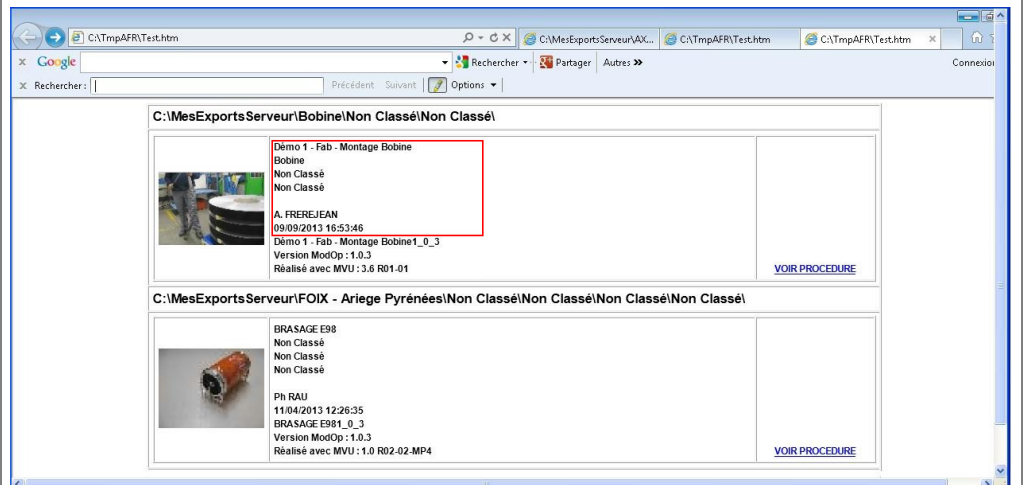 C:\TmpAFR\Test.htm
C:\MesExportsServeur\AX...
C:\TmpAFR\Test.htm
C:\TmpAFR\Test.htm
x Google
Rechercher
Partager
Autres »
Connexion
x Rechercher :
Précédent
Suivant
Options
C:\MesExportsServeur\Bobine\Non Classé\Non Classé\
Démo 1 - Fab - Montage Bobine
Bobine
Non Classé
Non Classé
A. FREREJEAN
09/09/2013 16:53:46
Démo 1 - Fab - Montage Bobine1_0_3
Version ModOp : 1.0.3
Réalisé avec MVU : 3.6 R01-01
VOIR PROCEDURE
C:\MesExportsServeur\FOIX - Ariege Pyrénées\Non Classé\Non Classé\Non Classé\Non Classé\
BRASAGE E98
Non Classé
Non Classé
Non Classé
Ph RAU
11/04/2013 12:26:35
BRASAGE E981_0_3
Version ModOp : 1.0.3
Réalisé avec MVU : 1.0 R02-02-MP4
VOIR PROCEDURE